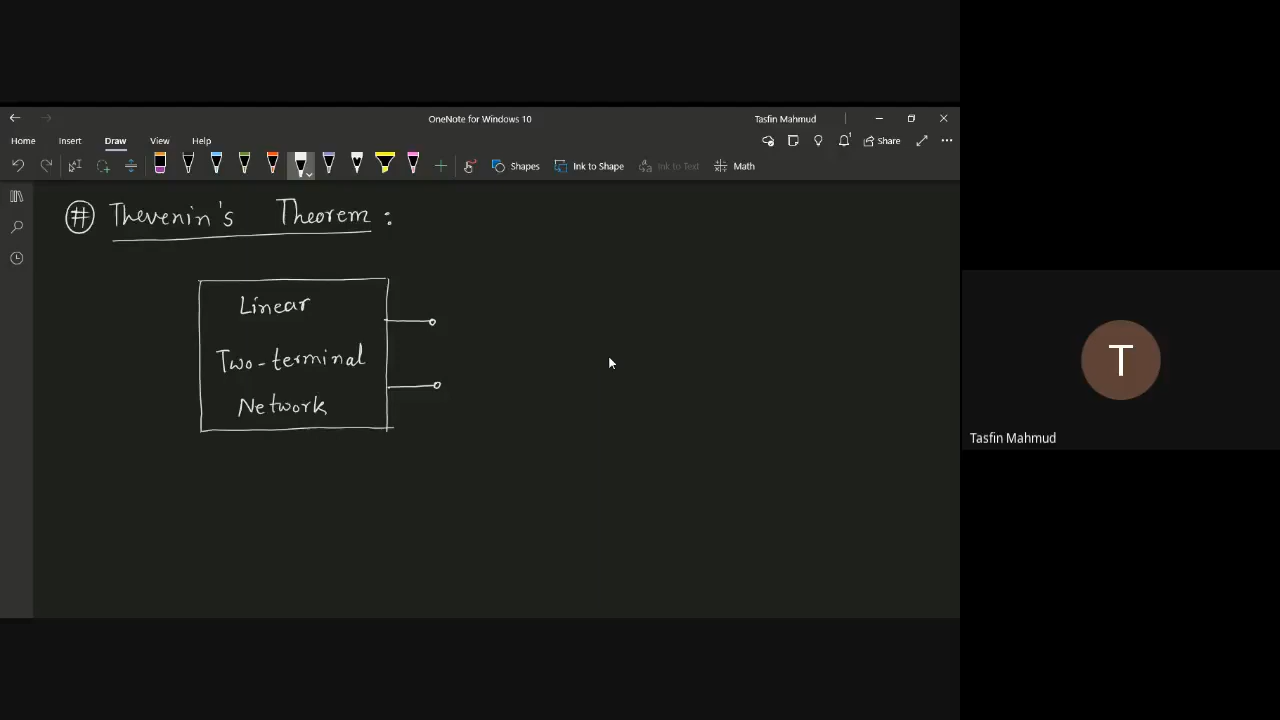 OneNote for Windows 10
Tasfin Mahmud
Home Insert Draw View Help
Share
Shapes Ink to Shape Ink to Text Math
# Thevenin's Theorem :
Linear
Two-terminal
Network
T
Tasfin Mahmud